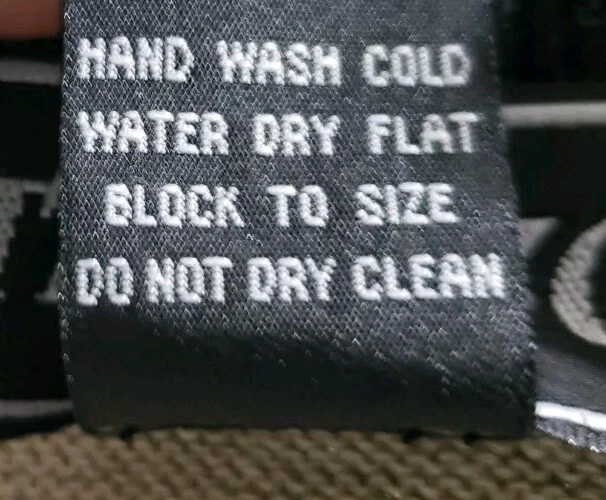 HAND WASH COLD
WATER DRY FLAT
BLOCK TO SIZE
DO NOT DRY CLEAN